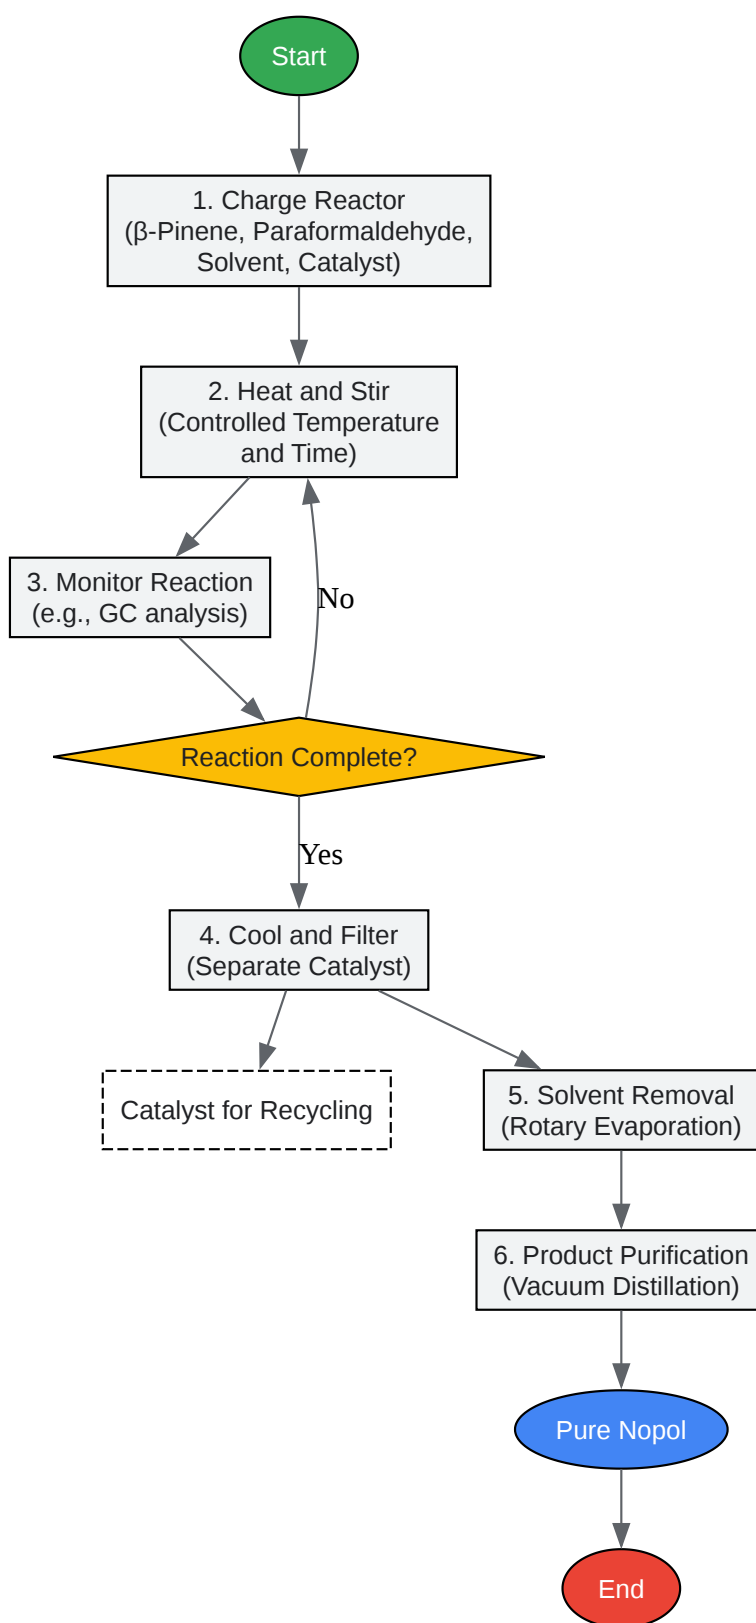 Start
1. Charge Reactor
(β-Pinene, Paraformaldehyde,
Solvent, Catalyst)
2. Heat and Stir
(Controlled Temperature
and Time)
3. Monitor Reaction
(e.g., GC analysis)
No
Reaction Complete?
Yes
4. Cool and Filter
(Separate Catalyst)
Catalyst for Recycling
5. Solvent Removal
(Rotary Evaporation)
6. Product Purification
(Vacuum Distillation)
Pure Nopol
End